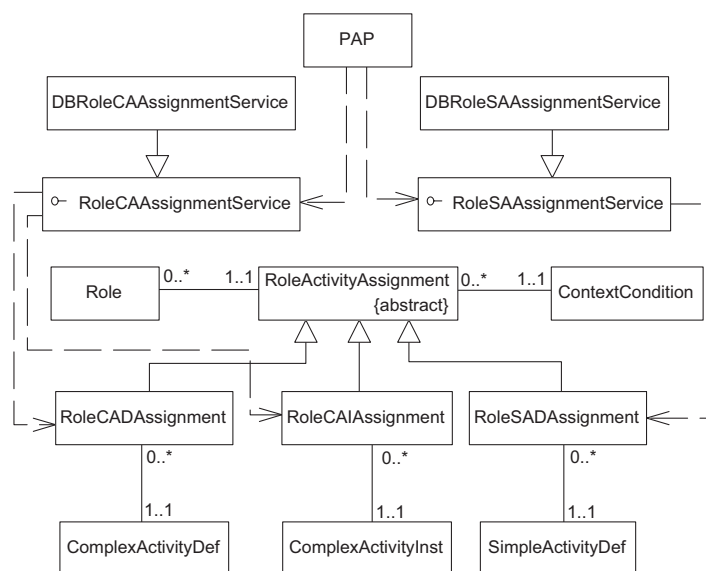 PAP
DBRoleCAAssignmentService
DBRoleSAAssignmentService
RoleCAAssignmentService
RoleSAAssignmentService
Role
0..*
1..1
RoleActivityAssignment
{abstract}
0..*
1..1
ContextCondition
RoleCADAssignment
RoleCAIAssignment
RoleSADAssignment
0..*
0..*
0..*
1..1
1..1
1..1
ComplexActivityDef
ComplexActivityInst
SimpleActivityDef